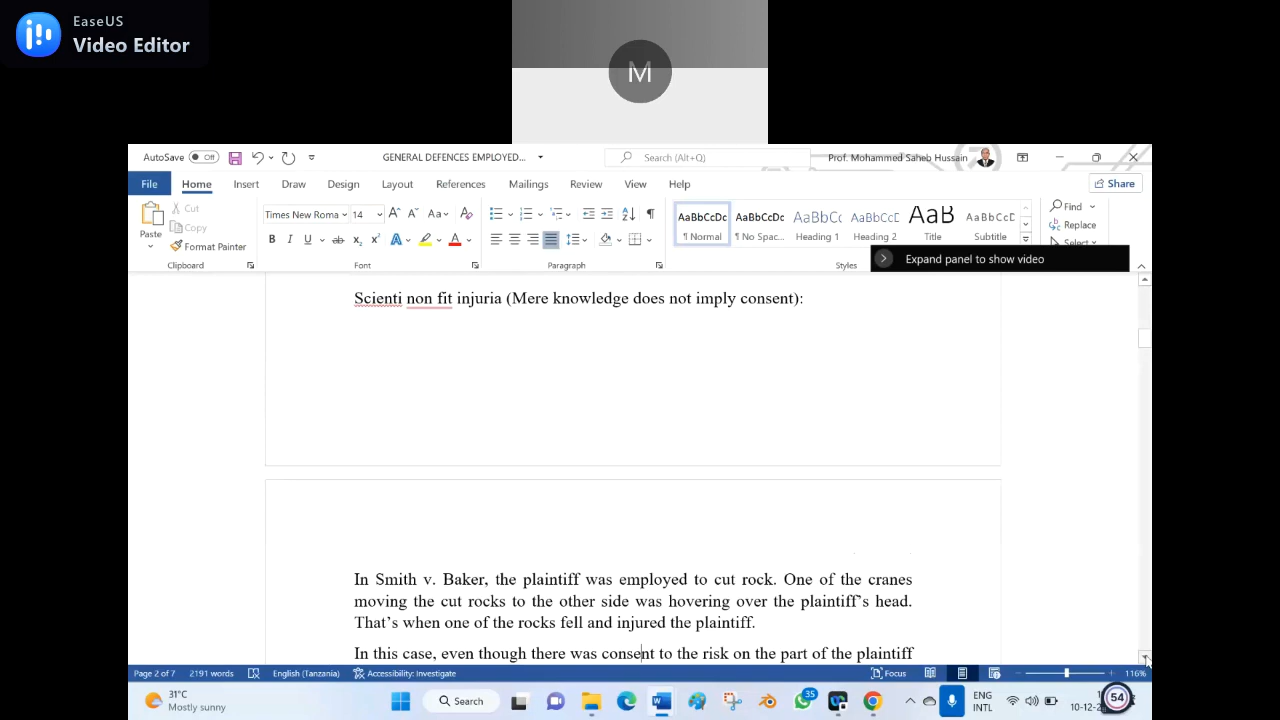 EaseUS
Video Editor
M
AutoSave Off
GENERAL DEFENCES EMPLOYED...
Search (Alt+Q)
Prof. Mohammed Saheb Hussain
File Home Insert Draw Design Layout References Mailings Review View Help
Share
Paste
Cut
Copy
Format Painter
Clipboard
Times New Roma 14
Font
Paragraph
AaBbCcDc AaBbCcDc AaBbCc AaBbCcD AaB AaBbCcD
¶ Normal ¶ No Spac... Heading 1 Heading 2 Title Subtitle
Styles
Find
Replace
Select
Expand panel to show video
Scienti non fit injuria (Mere knowledge does not imply consent):
In Smith v. Baker, the plaintiff was employed to cut rock. One of the cranes
moving the cut rocks to the other side was hovering over the plaintiff's head.
That's when one of the rocks fell and injured the plaintiff.
In this case, even though there was consent to the risk on the part of the plaintiff
Page 2 of 7 2191 words English (Tanzania) Accessibility: Investigate
Focus
116%
31°C
Mostly sunny
Search
35
ENG
INTL
54